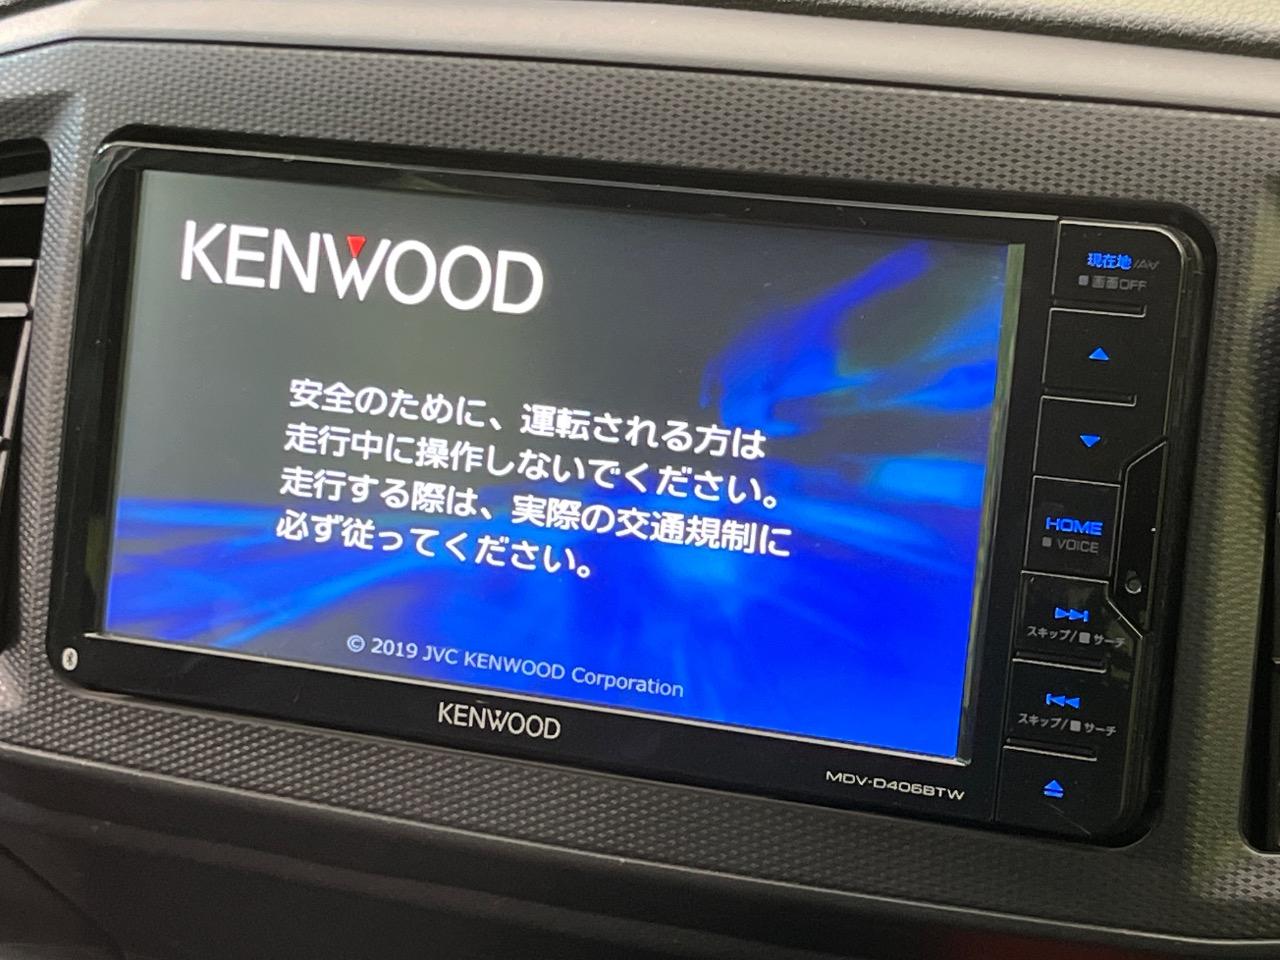 KENWOOD
安全のために、運転される方は
走行中に操作しないでください。
走行する際は、実際の交通規制に
必ず従ってください。
© 2019 JVC KENWOOD Corporation
KENWOOD
MDV-D406BTW
現在地/AV
■ 画面OFF
▲
▼
HOME
■ VOICE
スキップ/■サーチ
スキップ/■サーチ